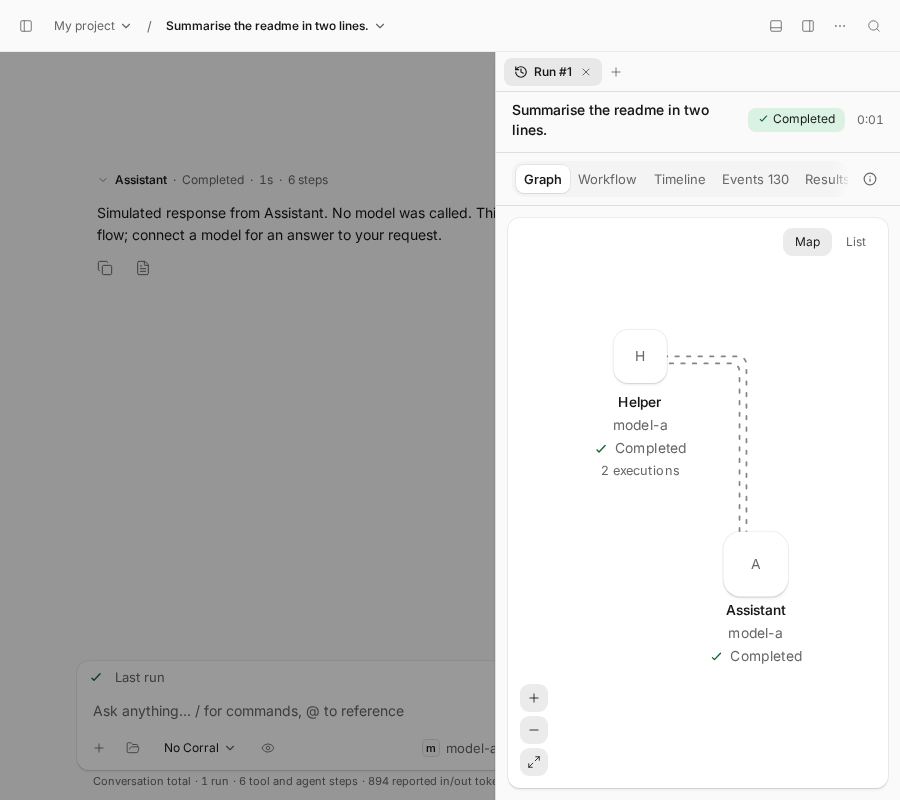 My project / Summarise the readme in two lines.
Run #1
Summarise the readme in two lines.
Completed 0:01
Graph Workflow Timeline Events 130 Results
Map List
Assistant · Completed · 1s · 6 steps
Simulated response from Assistant. No model was called.
flow; connect a model for an answer to your request.
H
Helper
model-a
Completed
2 executions
A
Assistant
model-a
Completed
Last run
Ask anything... / for commands, @ to reference
No Corral m model-a
Conversation total · 1 run · 6 tool and agent steps · 894 reported in/out